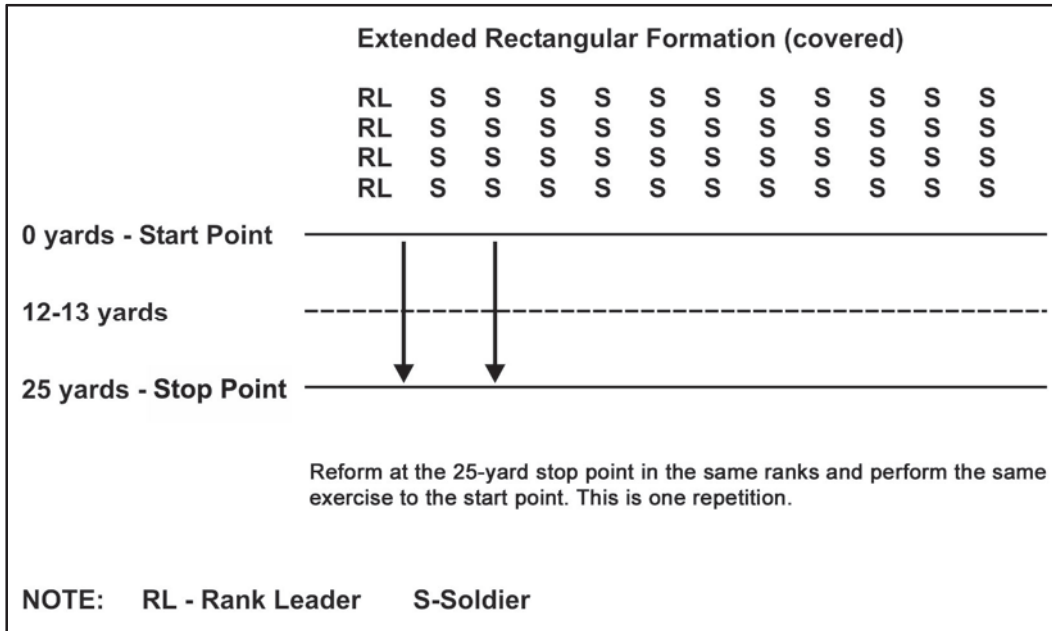 Extended Rectangular Formation (covered)
RL S S S S S S S S S S S
RL S S S S S S S S S S S
RL S S S S S S S S S S S
RL S S S S S S S S S S S
0 yards - Start Point
12-13 yards
25 yards - Stop Point
Reform at the 25-yard stop point in the same ranks and perform the same
exercise to the start point. This is one repetition.
NOTE: RL - Rank Leader S-Soldier